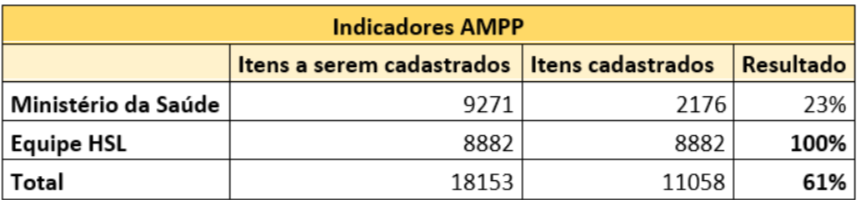 Indicadores AMPP
Itens a serem cadastrados Itens cadastrados Resultado
Ministério da Saúde 9271 2176 23%
Equipe HSL 8882 8882 100%
Total 18153 11058 61%